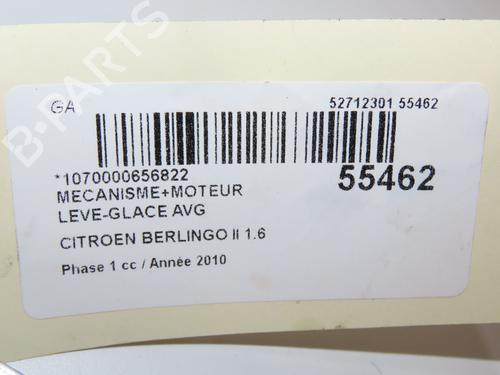 GA
52712301 55462
*1070000656822
55462
MECANISME+MOTEUR
LEVE-GLACE AVG
CITROEN BERLINGO II 1.6
Phase 1 cc / Année 2010
B-PARTS